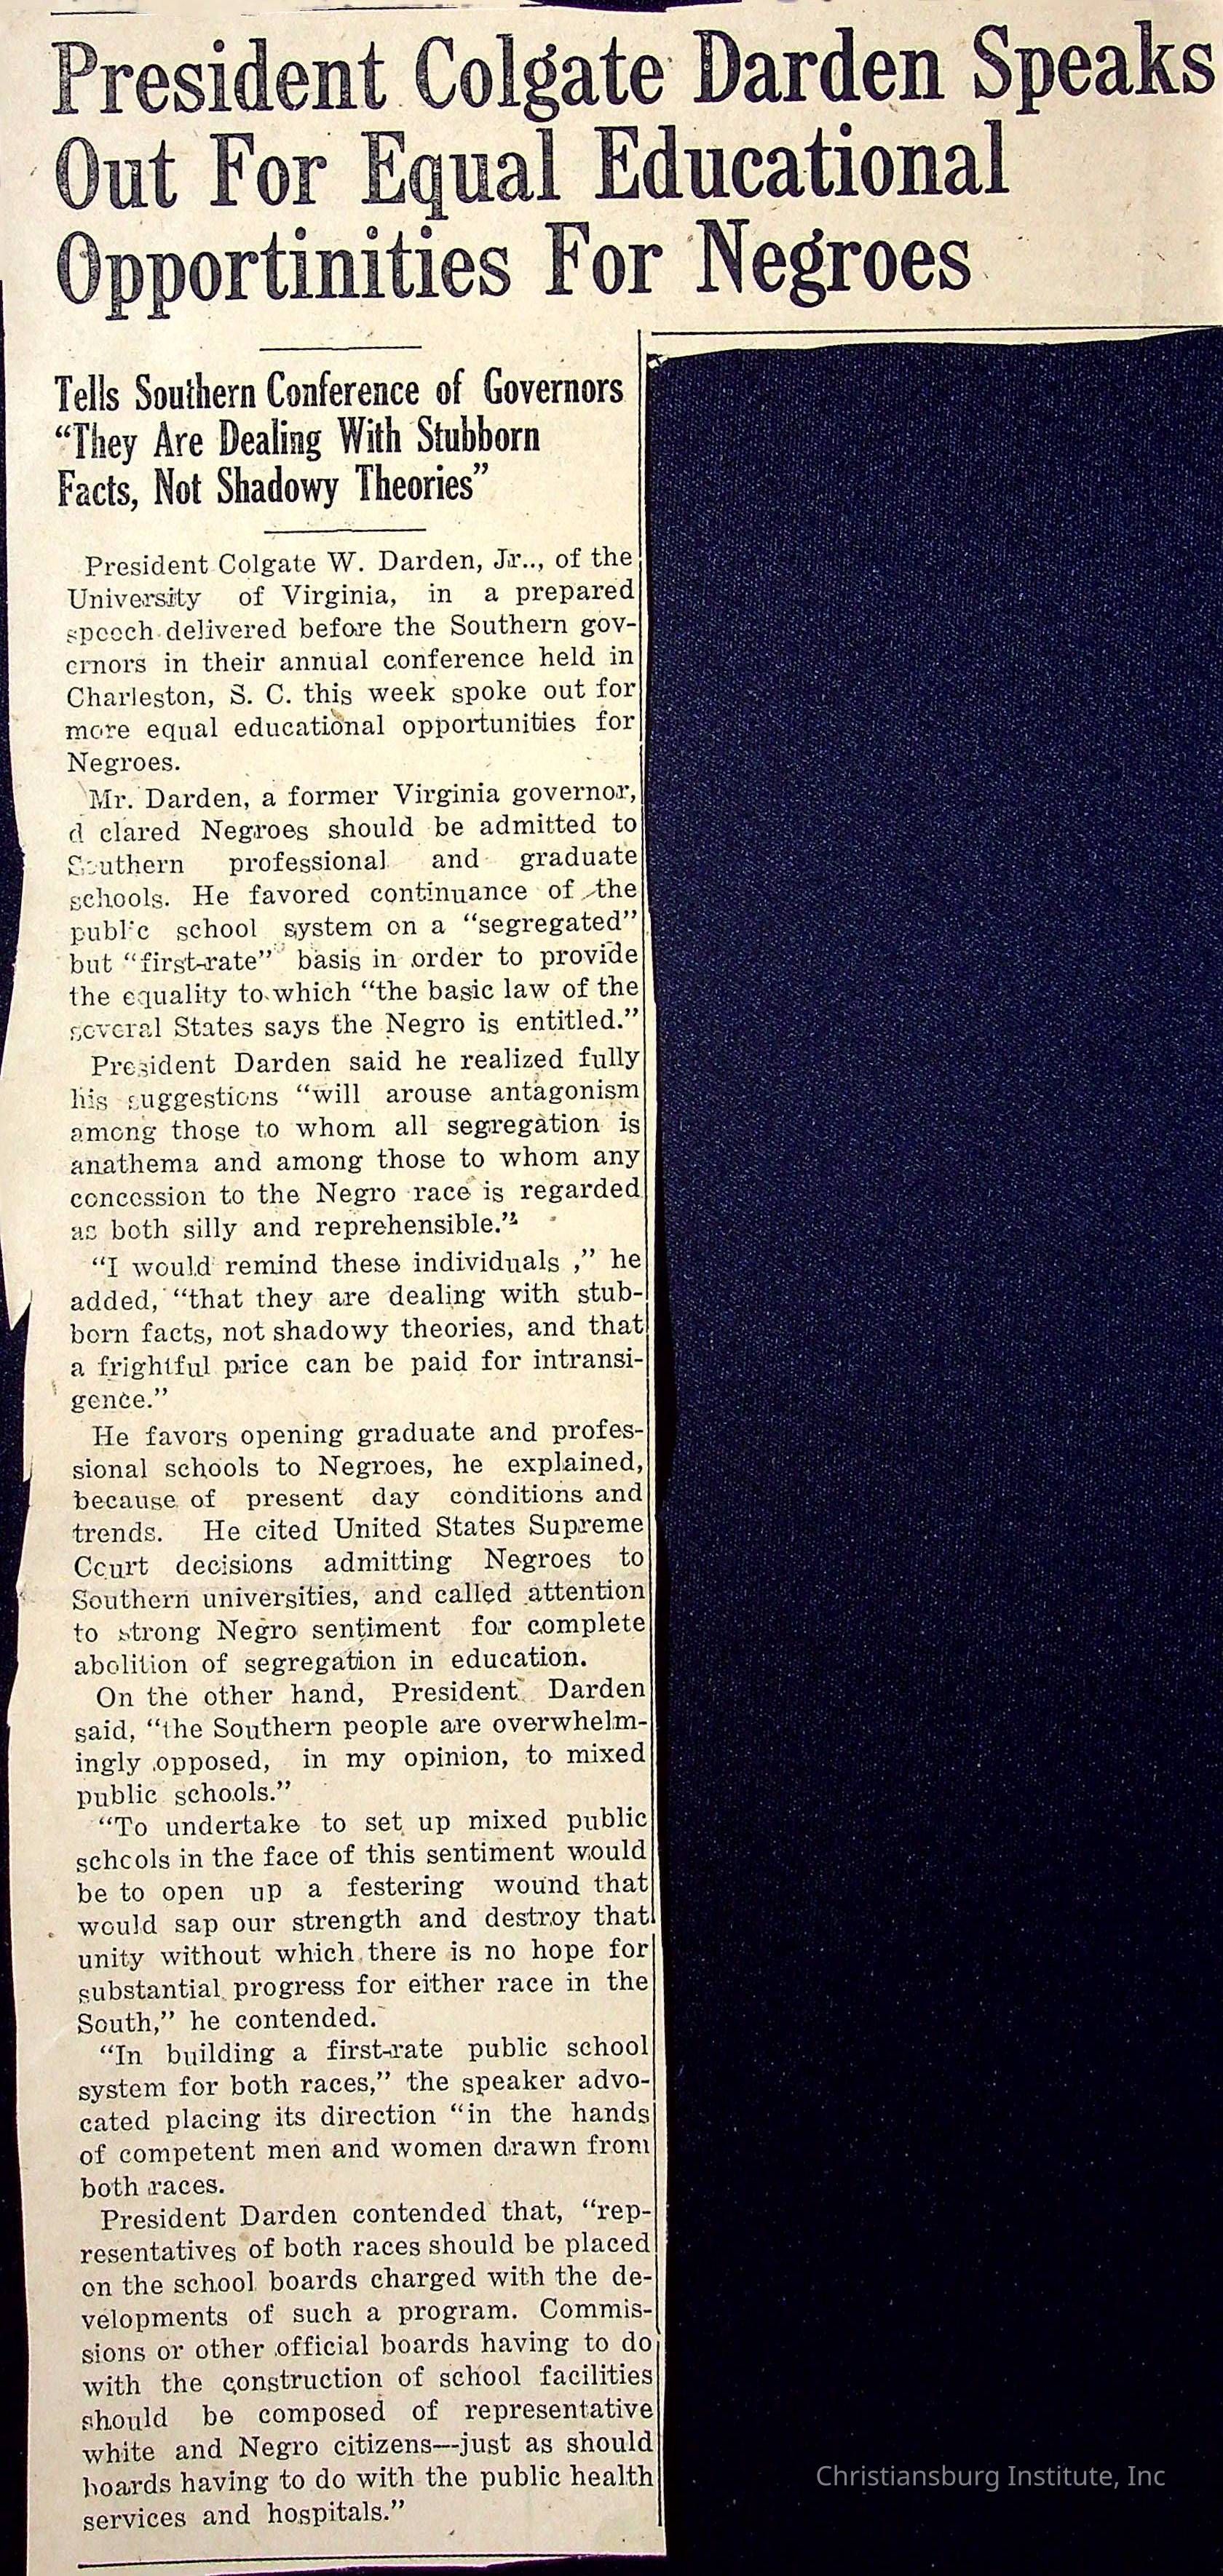 President Colgate Darden Speaks
Out For Equal Educational
Opportinities For Negroes
Tells Southern Conference of Governors
“They Are Dealing With Stubborn
Facts, Not Shadowy Theories”
President Colgate W. Darden, Jr.., of the
University of Virginia, in a prepared
speech delivered before the Southern gov-
ernors in their annual conference held in
Charleston, S. C. this week spoke out for
more equal educational opportunities for
Negroes.
Mr. Darden, a former Virginia governor,
d clared Negroes should be admitted to
Southern professional and graduate
schools. He favored continuance of the
public school system on a “segregated”
but “first-rate” basis in order to provide
the equality to which “the basic law of the
several States says the Negro is entitled.”
President Darden said he realized fully
his suggestions “will arouse antagonism
among those to whom all segregation is
anathema and among those to whom any
concession to the Negro race is regarded
as both silly and reprehensible.”
“I would remind these individuals ,” he
added, “that they are dealing with stub-
born facts, not shadowy theories, and that
a frightful price can be paid for intransi-
gence.”
He favors opening graduate and profes-
sional schools to Negroes, he explained,
because of present day conditions and
trends. He cited United States Supreme
Court decisions admitting Negroes to
Southern universities, and called attention
to strong Negro sentiment for complete
abolition of segregation in education.
On the other hand, President Darden
said, “the Southern people are overwhelm-
ingly opposed, in my opinion, to mixed
public schools.”
“To undertake to set up mixed public
schools in the face of this sentiment would
be to open up a festering wound that
would sap our strength and destroy that
unity without which there is no hope for
substantial progress for either race in the
South,” he contended.
“In building a first-rate public school
system for both races,” the speaker advo-
cated placing its direction “in the hands
of competent men and women drawn from
both races.
President Darden contended that, “rep-
resentatives of both races should be placed
on the school boards charged with the de-
velopments of such a program. Commis-
sions or other official boards having to do
with the construction of school facilities
should be composed of representative
white and Negro citizens—just as should
boards having to do with the public health
services and hospitals.”
Christiansburg Institute, Inc